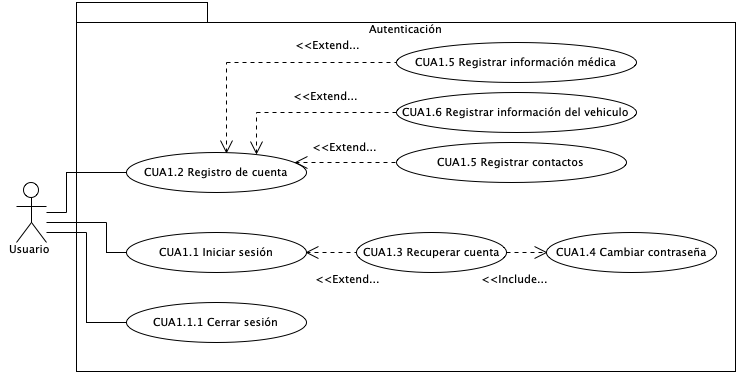 Autenticación
<<Extend...
CUA1.5 Registrar información médica
<<Extend...
CUA1.6 Registrar información del vehiculo
<<Extend...
CUA1.5 Registrar contactos
CUA1.2 Registro de cuenta
Usuario
CUA1.1 Iniciar sesión
CUA1.3 Recuperar cuenta
CUA1.4 Cambiar contraseña
<<Extend...
<<Include...
CUA1.1.1 Cerrar sesión